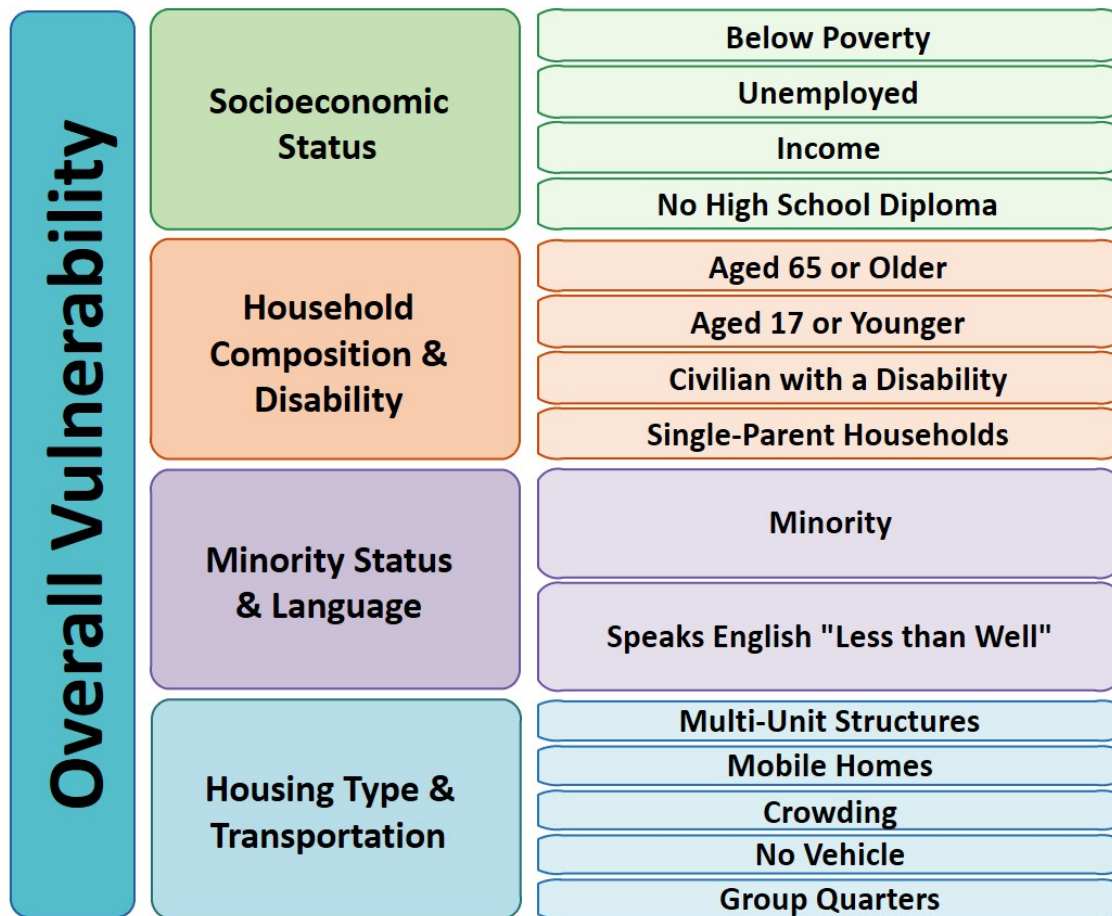 Overall Vulnerability
Socioeconomic
Status
Below Poverty
Unemployed
Income
No High School Diploma
Household
Composition &
Disability
Aged 65 or Older
Aged 17 or Younger
Civilian with a Disability
Single-Parent Households
Minority Status
& Language
Minority
Speaks English "Less than Well"
Housing Type &
Transportation
Multi-Unit Structures
Mobile Homes
Crowding
No Vehicle
Group Quarters